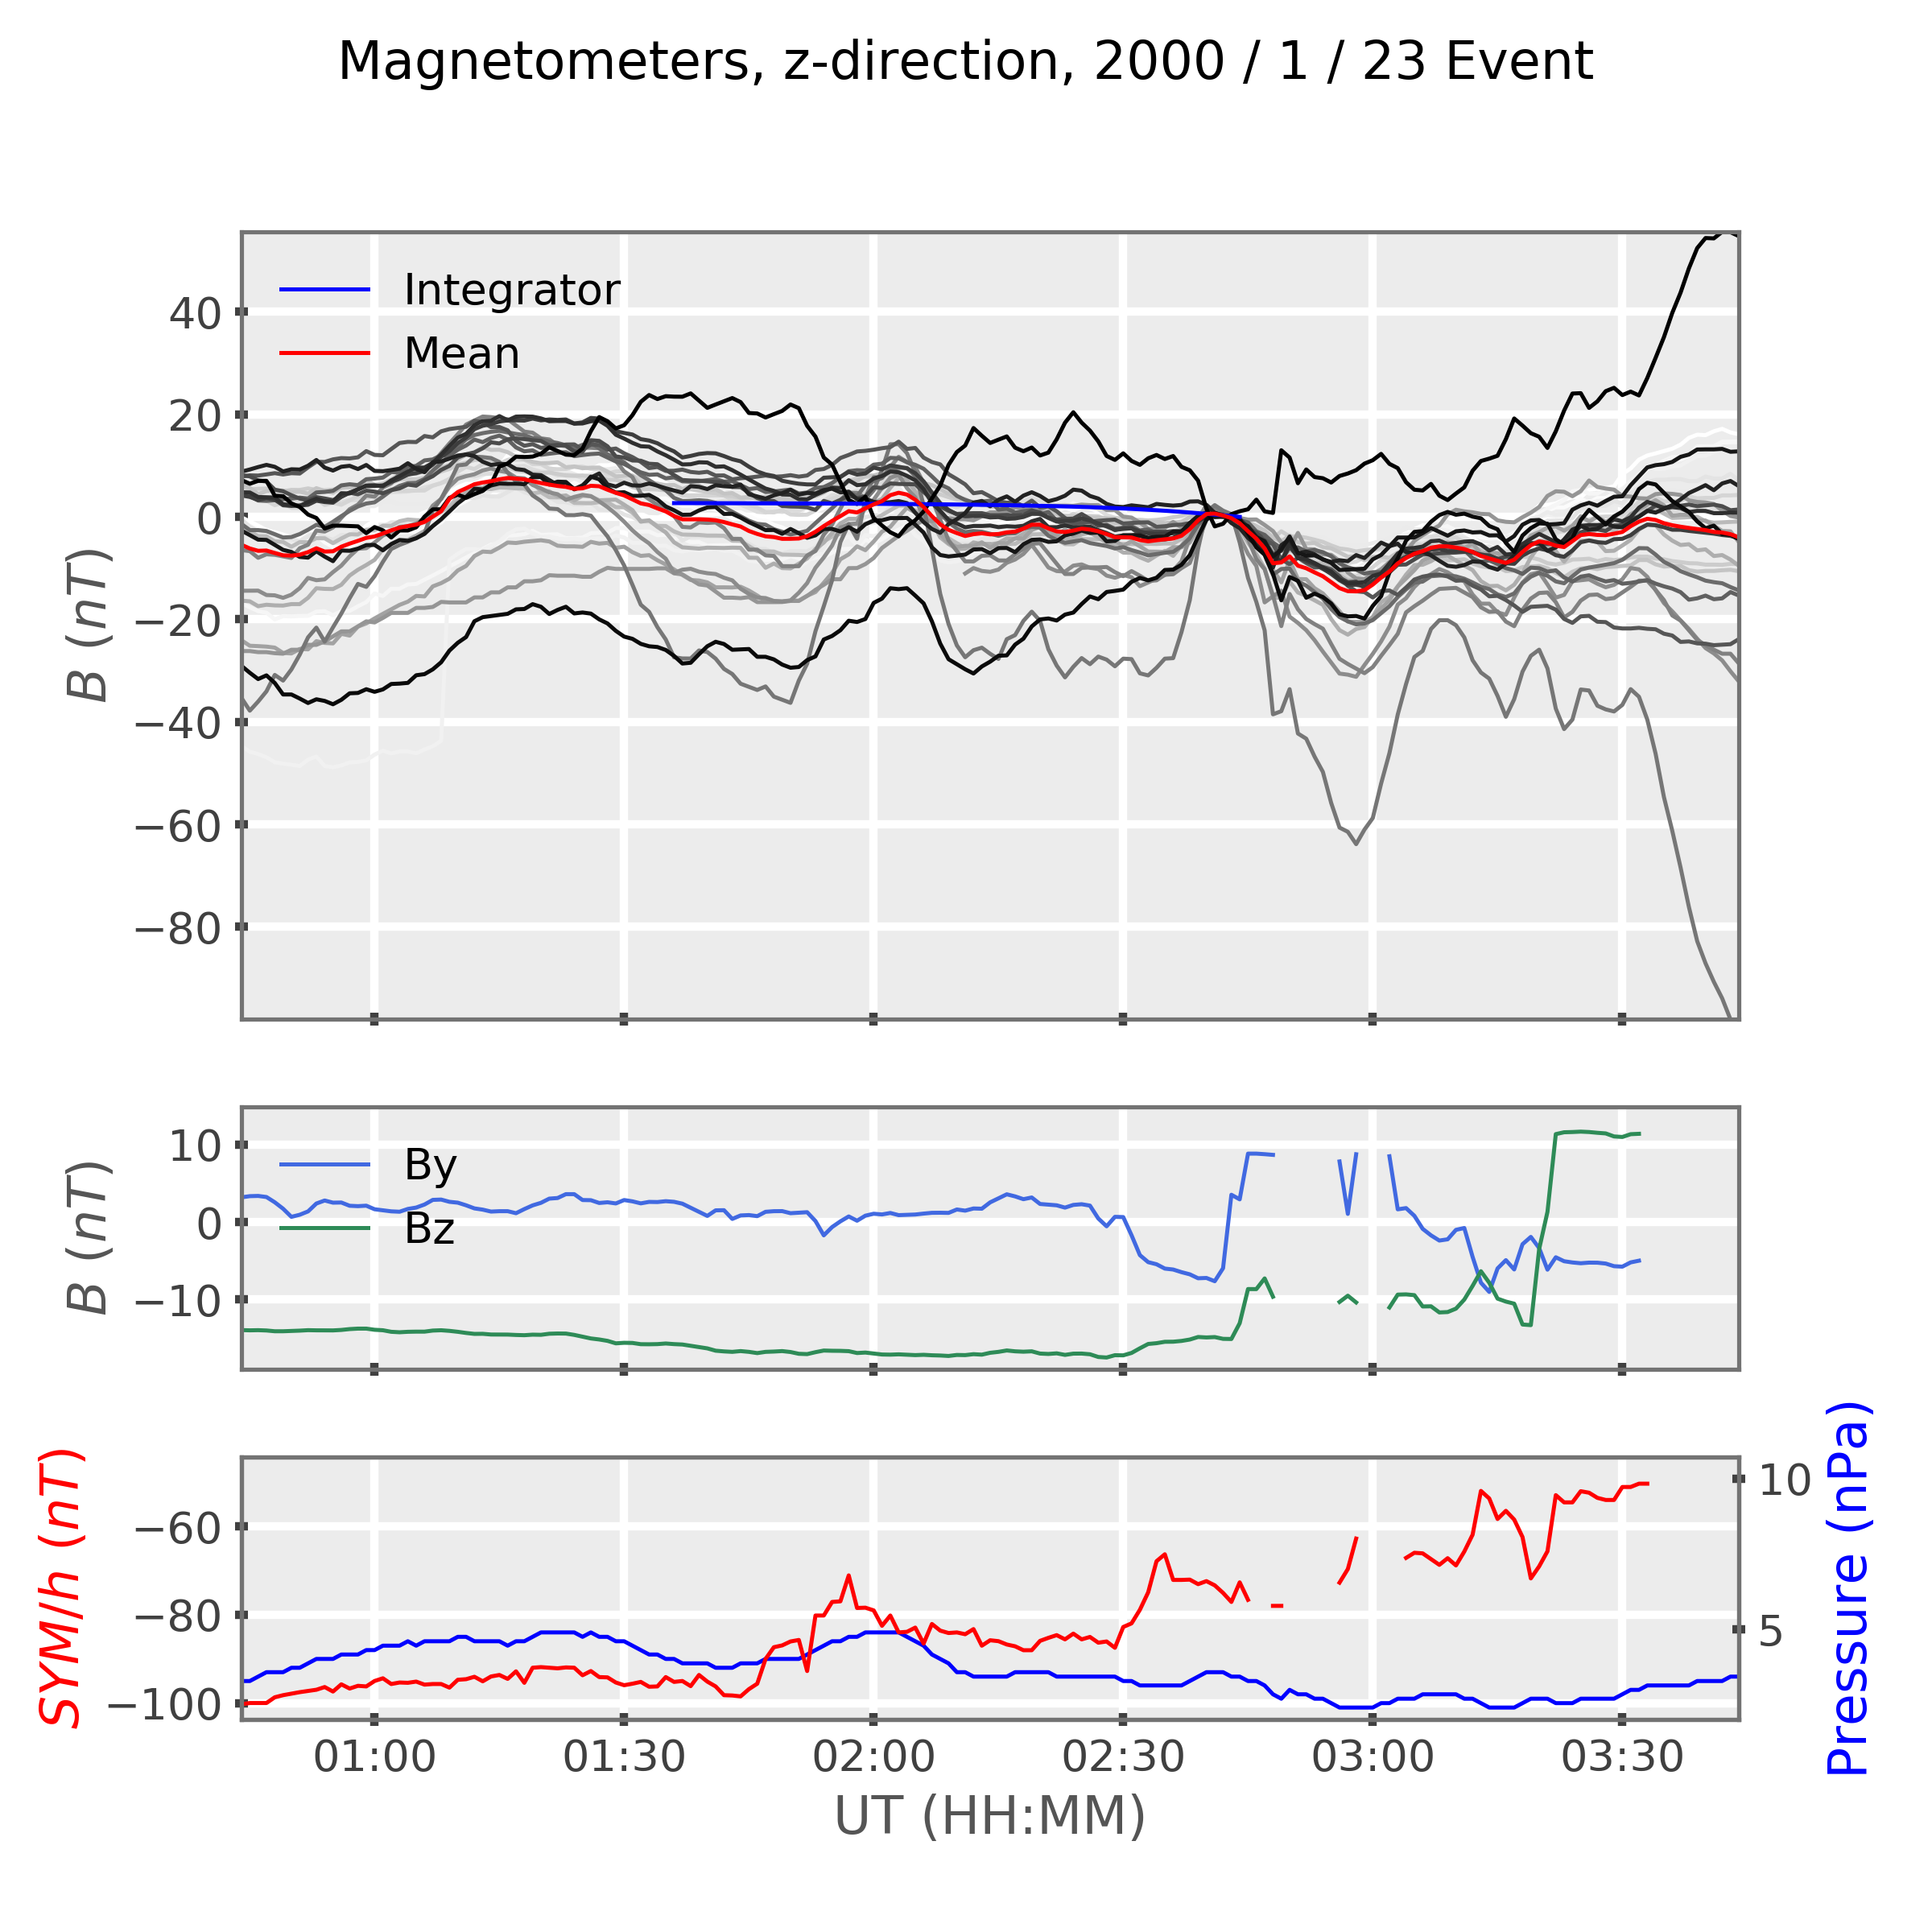 Magnetometers, z-direction, 2000 / 1 / 23 Event
B (nT)
40
20
0
−20
−40
−60
−80
Integrator
Mean
B (nT)
10
0
−10
By
Bz
SYM/h (nT)
−60
−80
−100
10
5
Pressure (nPa)
01:00 01:30 02:00 02:30 03:00 03:30
UT (HH:MM)